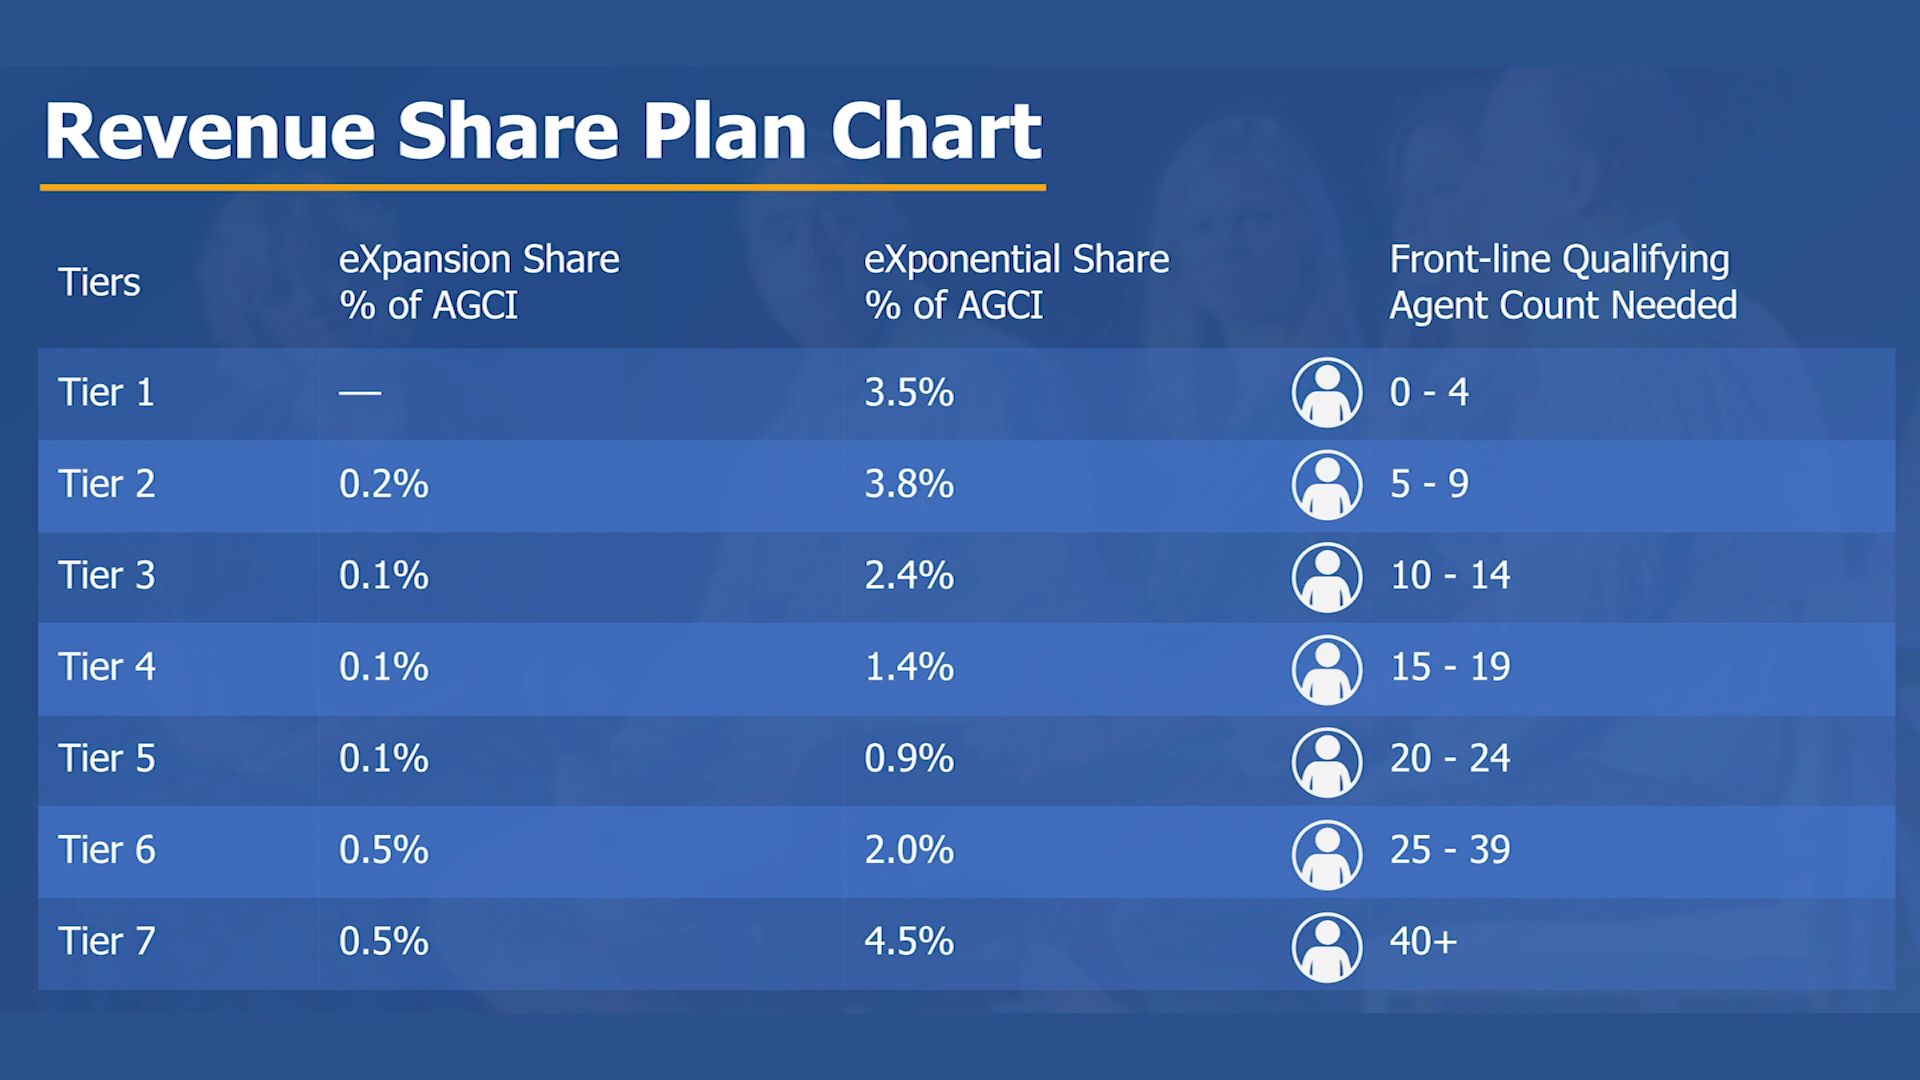 Revenue Share Plan Chart
Tiers
eXpansion Share
% of AGCI
eXponential Share
% of AGCI
Front-line Qualifying
Agent Count Needed
Tier 1 — 3.5% 0 - 4
Tier 2 0.2% 3.8% 5 - 9
Tier 3 0.1% 2.4% 10 - 14
Tier 4 0.1% 1.4% 15 - 19
Tier 5 0.1% 0.9% 20 - 24
Tier 6 0.5% 2.0% 25 - 39
Tier 7 0.5% 4.5% 40+